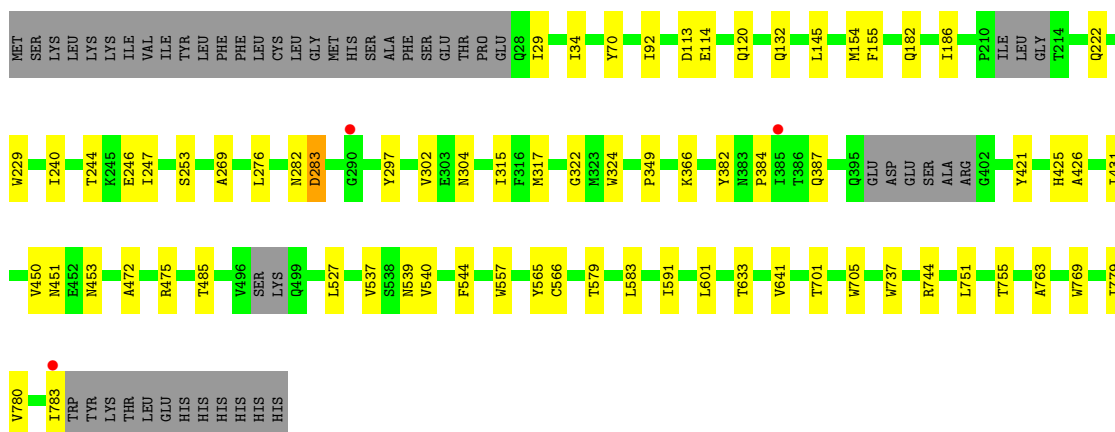 MET SER LYS LEU LEU LYS LYS ILE VAL ILE TYR LEU PHE PHE LEU CYS LEU GLY MET HIS SER ALA PHE SER GLU THR PRO GLU Q28 I29 I34 Y70 I92 D113 E114 Q120 Q132 L145 M154 F155 Q182 I186 P210 ILE LEU GLY T214 Q222
W229 I240 T244 K245 E246 I247 S253 A269 L276 N282 D283 G290 Y297 V302 E303 N304 I315 F316 M317 G322 M323 W324 P349 K366 Y382 N383 P384 I385 T386 Q387 Q395 GLU ASP GLU SER ALA ARG G402 Y421 H425 A426 I431
V450 N451 E452 N453 A472 R475 T485 V496 SER LYS Q499 L527 V537 S538 N539 V540 F544 W557 Y565 C566 T579 L583 I591 L601 T633 V641 T701 W705 W737 R744 L751 T755 A763 W769 I779
V780 I783 TRP TYR LYS THR LEU GLU HIS HIS HIS HIS HIS HIS